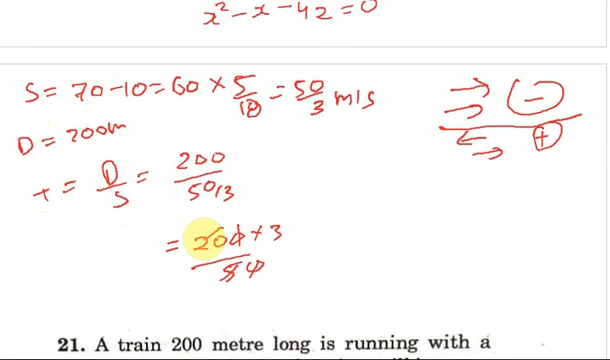 x² - x - 42 = 0
S = 70 - 10 = 60 × 5/18 = 50/3 m/s
D = 200m
t = D/S = 200/50/3
= 200 × 3/50
21. A train 200 metre long is running with a